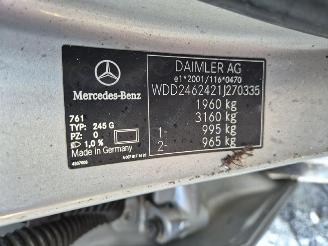 DAIMLER AG
e1*2001/116*0470
WDD2462421J270335
1960 kg
3160 kg
1- 995 kg
2- 965 kg
Mercedes-Benz
761
TYP: 245 G
PZ: 0
1,0 %
Made in Germany